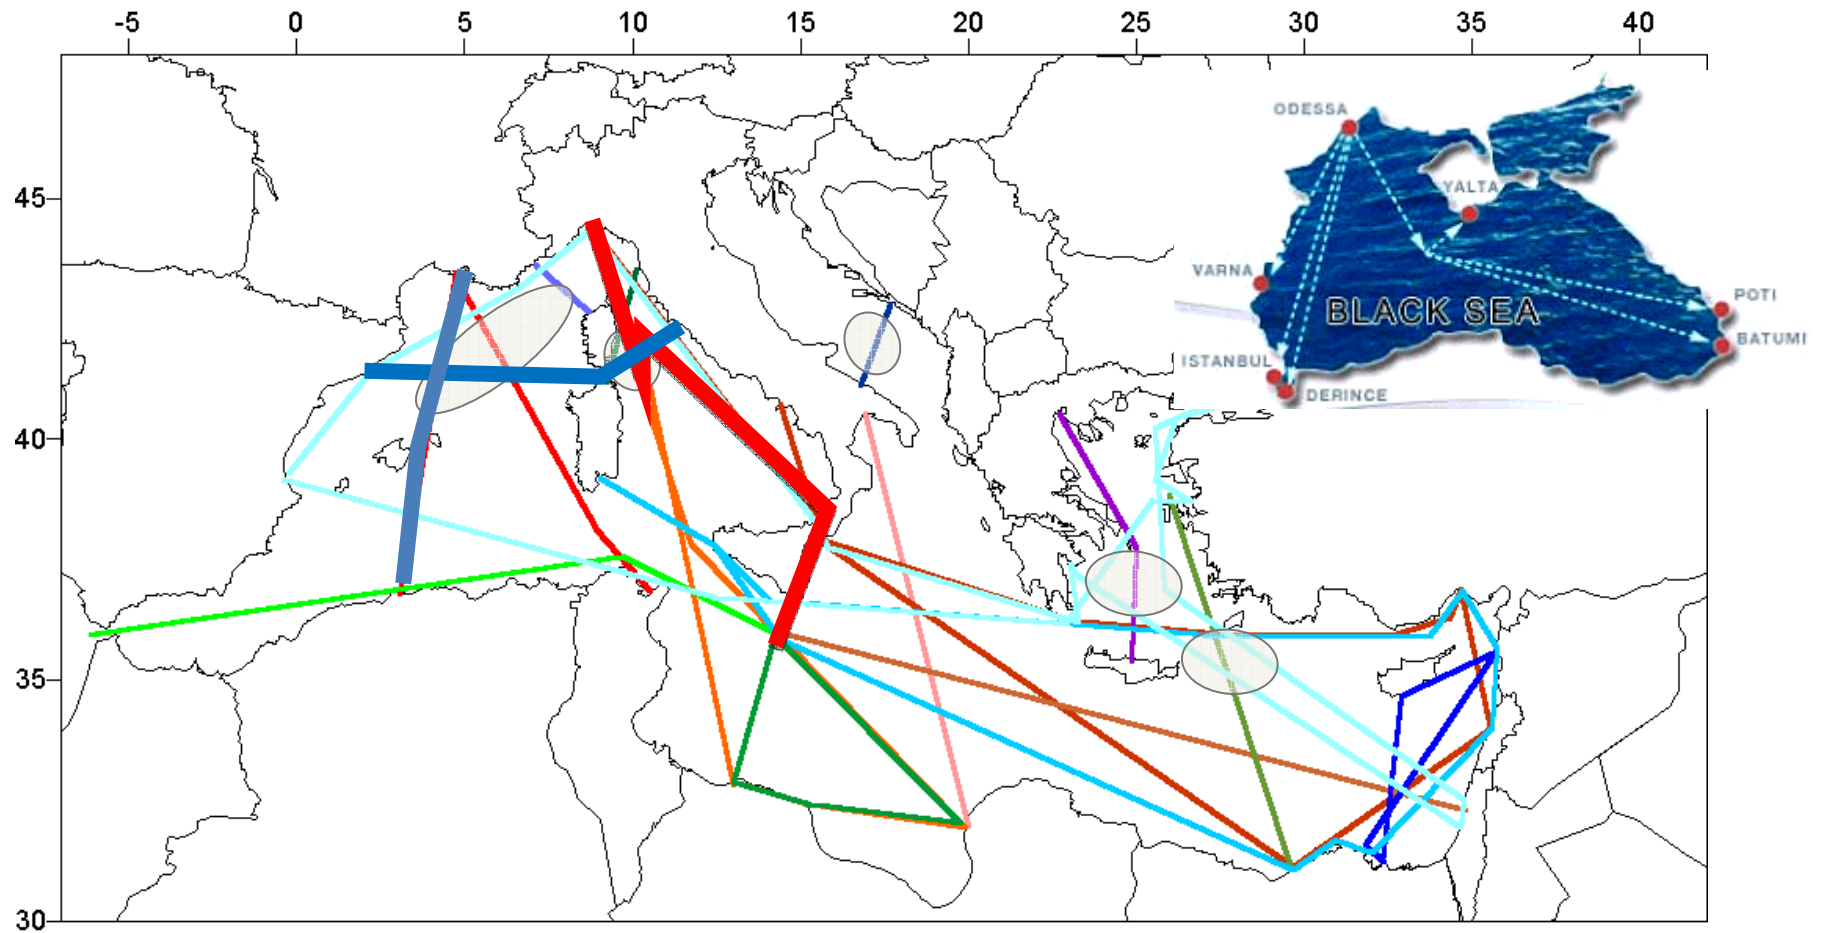 -5 0 5 10 15 20 25 30 35 40
45
40
35
30
ODESSA
YALTA
VARNA
POTI
BLACK SEA
BATUMI
ISTANBUL
DERINCE